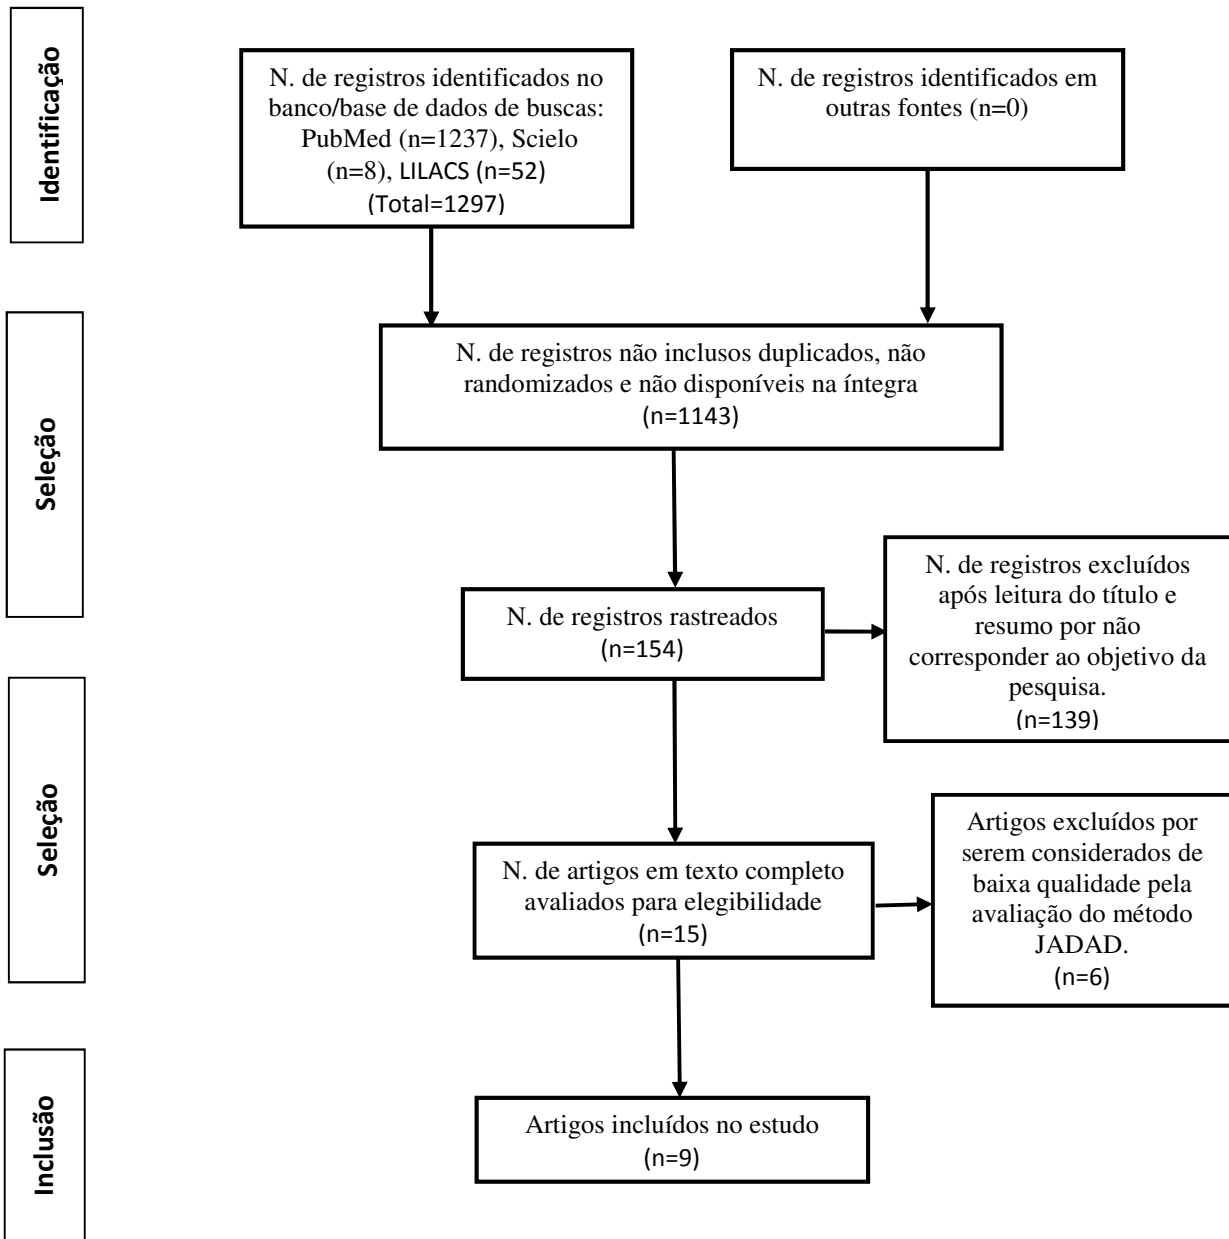 Identificação
N. de registros identificados no
banco/base de dados de buscas:
PubMed (n=1237), Scielo
(n=8), LILACS (n=52)
(Total=1297)
N. de registros identificados em
outras fontes (n=0)
Seleção
N. de registros não inclusos duplicados, não
randomizados e não disponíveis na íntegra
(n=1143)
N. de registros rastreados
(n=154)
N. de registros excluídos
após leitura do título e
resumo por não
corresponder ao objetivo da
pesquisa.
(n=139)
Seleção
N. de artigos em texto completo
avaliados para elegibilidade
(n=15)
Artigos excluídos por
serem considerados de
baixa qualidade pela
avaliação do método
JADAD.
(n=6)
Inclusão
Artigos incluídos no estudo
(n=9)